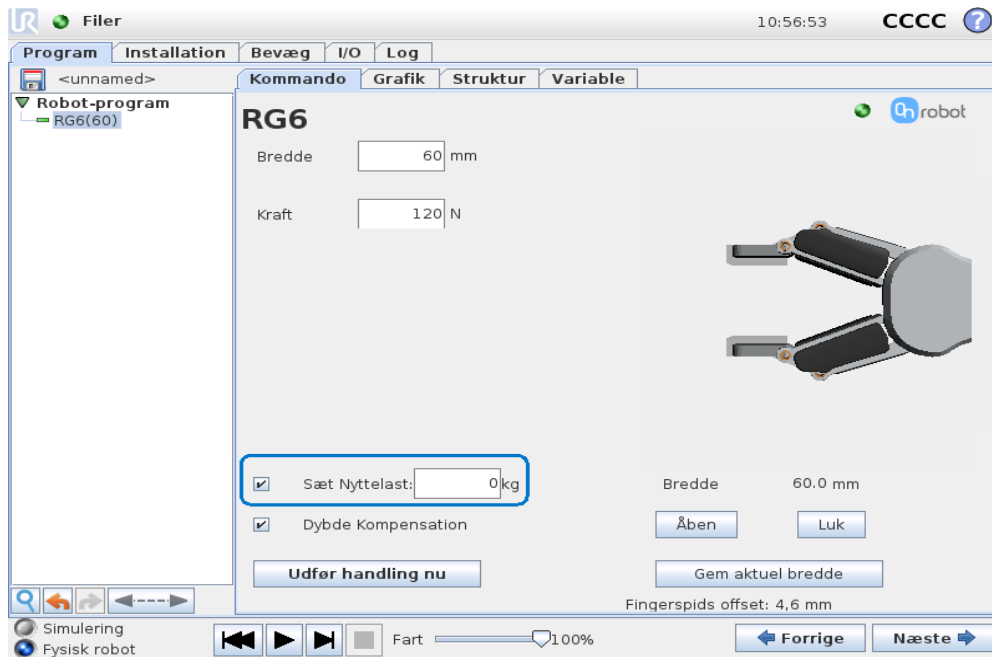 UR Filer 10:56:53 CCCC ?
Program Installation Bevæg I/O Log
<unnamed> Kommando Grafik Struktur Variable
Robot-program
RG6(60)
RG6
On robot
Bredde 60 mm
Kraft 120 N
Sæt Nyttelast: 0 kg
Bredde 60.0 mm
Dybde Kompensation
Åben Luk
Udfør handling nu
Gem aktuel bredde
Fingerspids offset: 4,6 mm
Simulering
Fysisk robot
Fart 100%
Forrige Næste